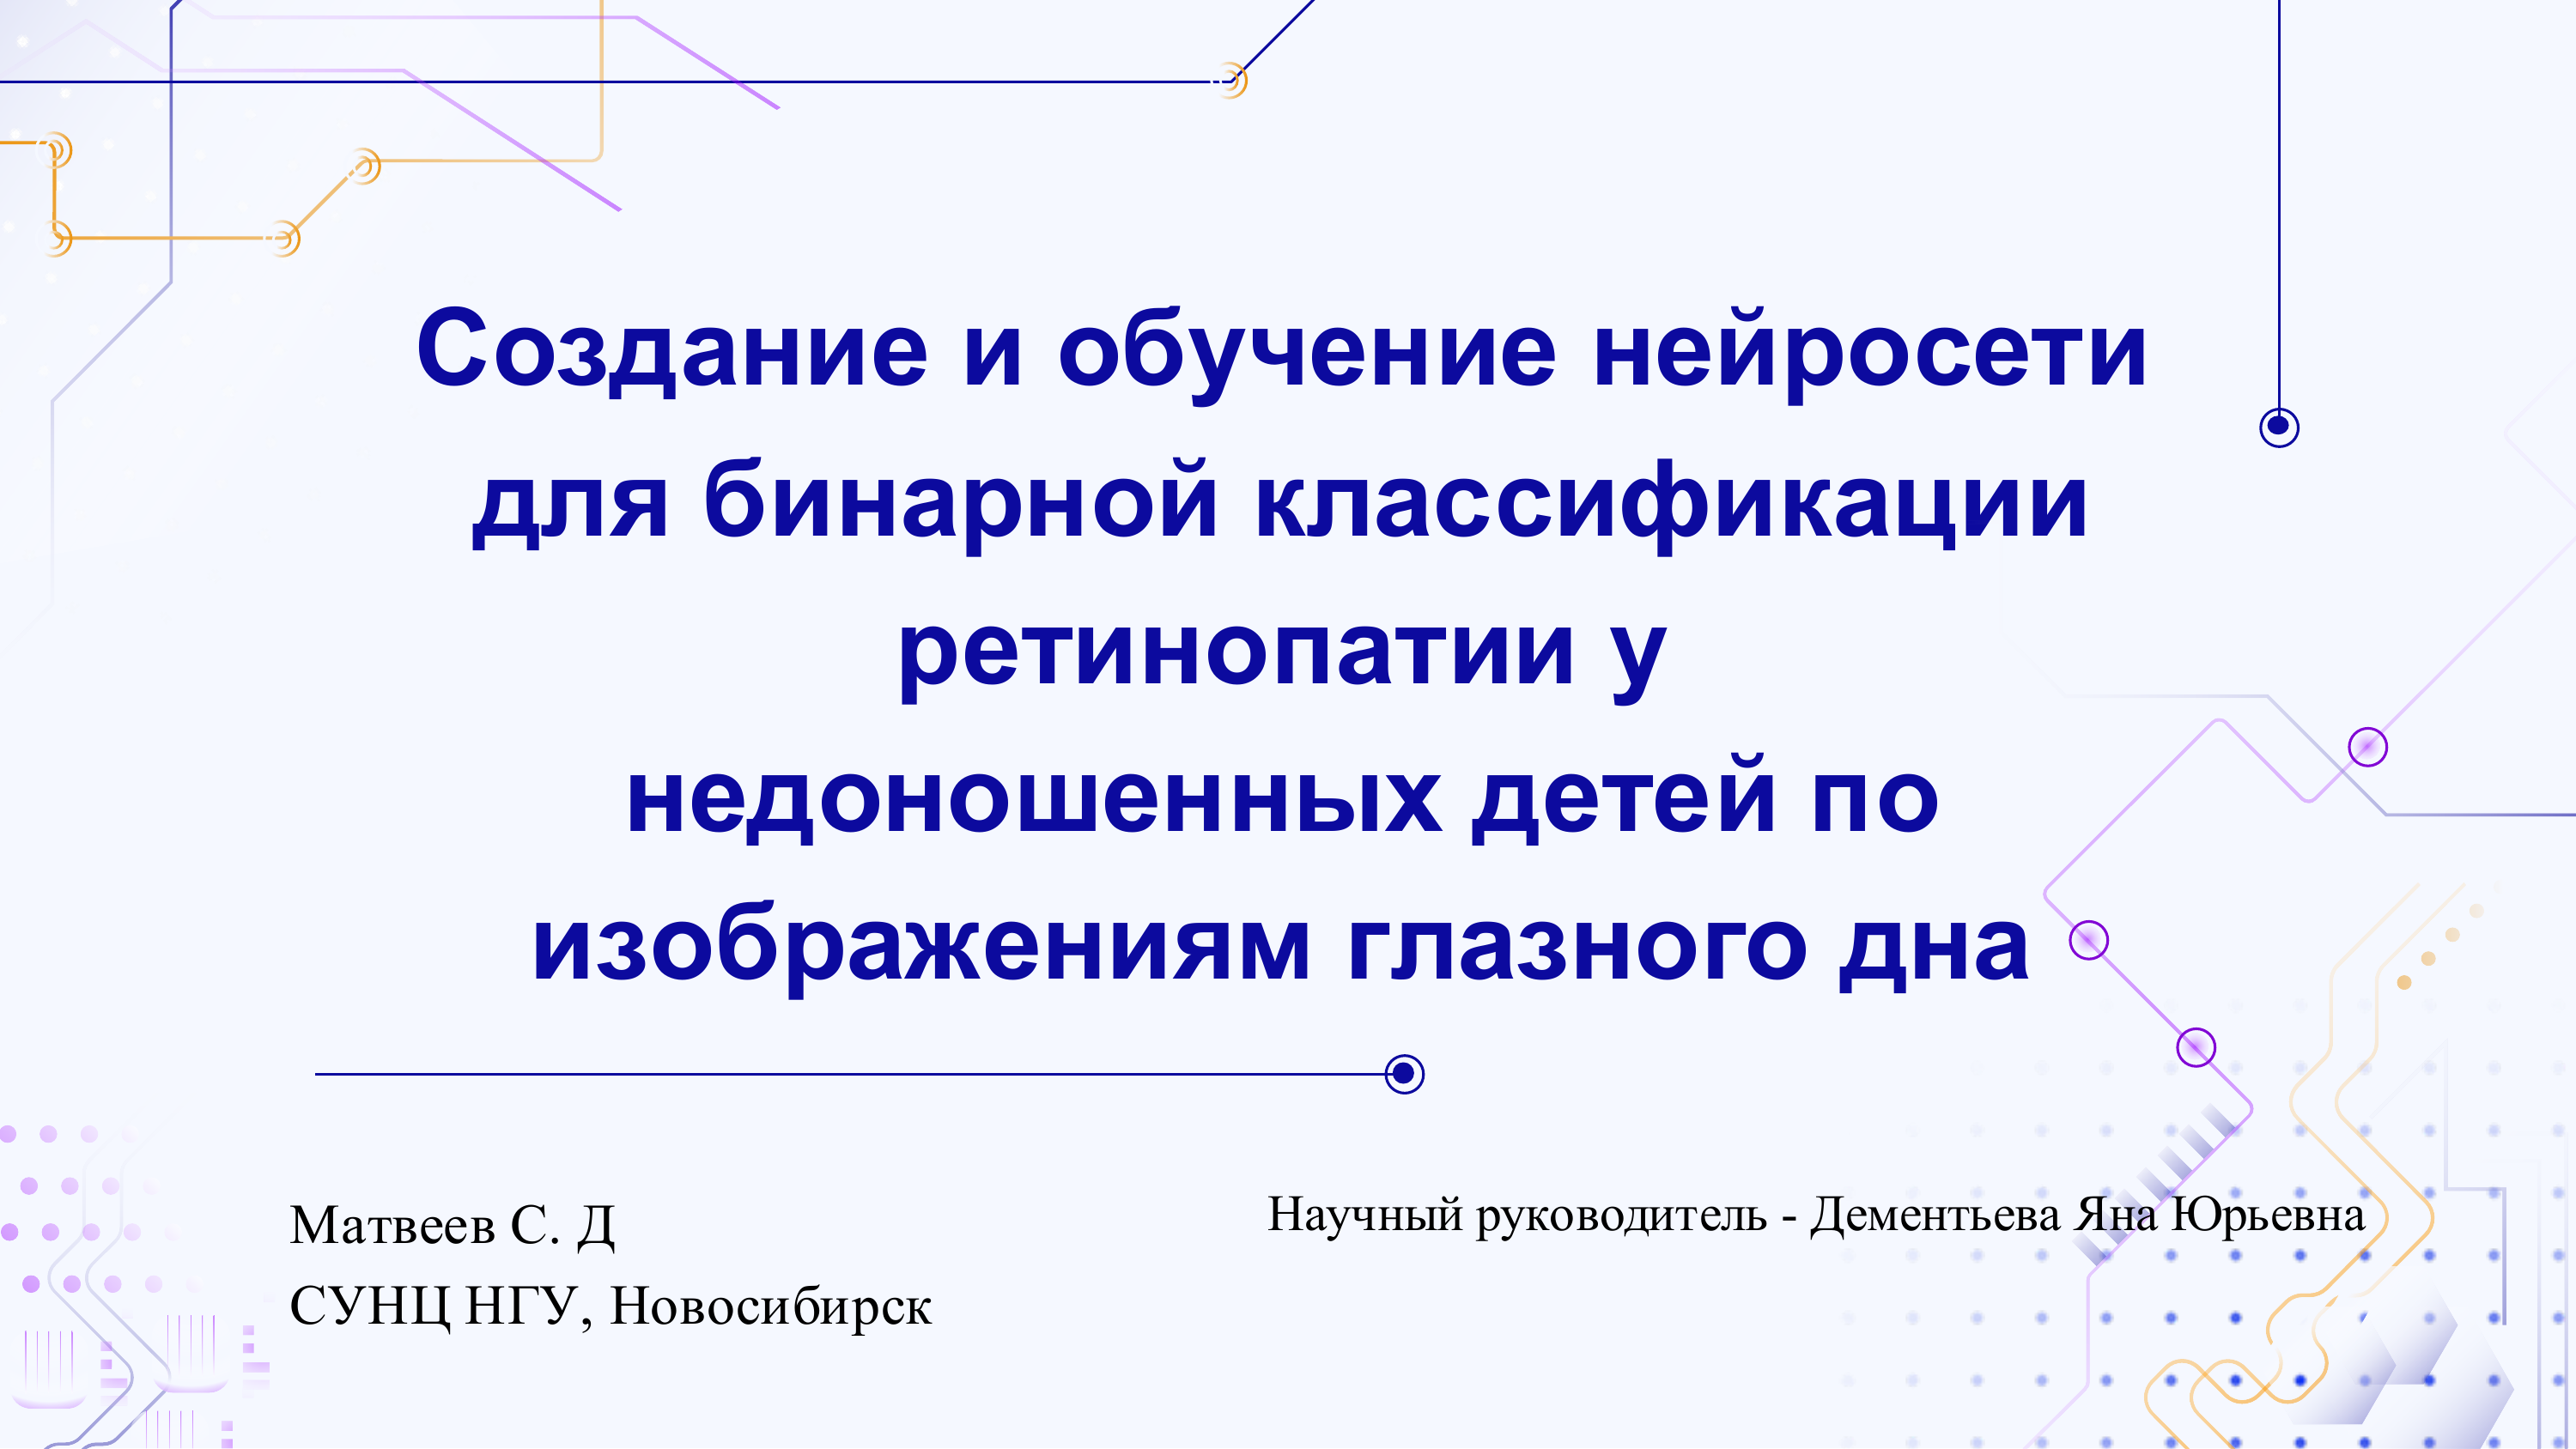 Создание и обучение нейросети
для бинарной классификации
ретинопатии у
недоношенных детей по
изображениям глазного дна
Матвеев С. Д
СУНЦ НГУ, Новосибирск
Научный руководитель - Дементьева Яна Юрьевна